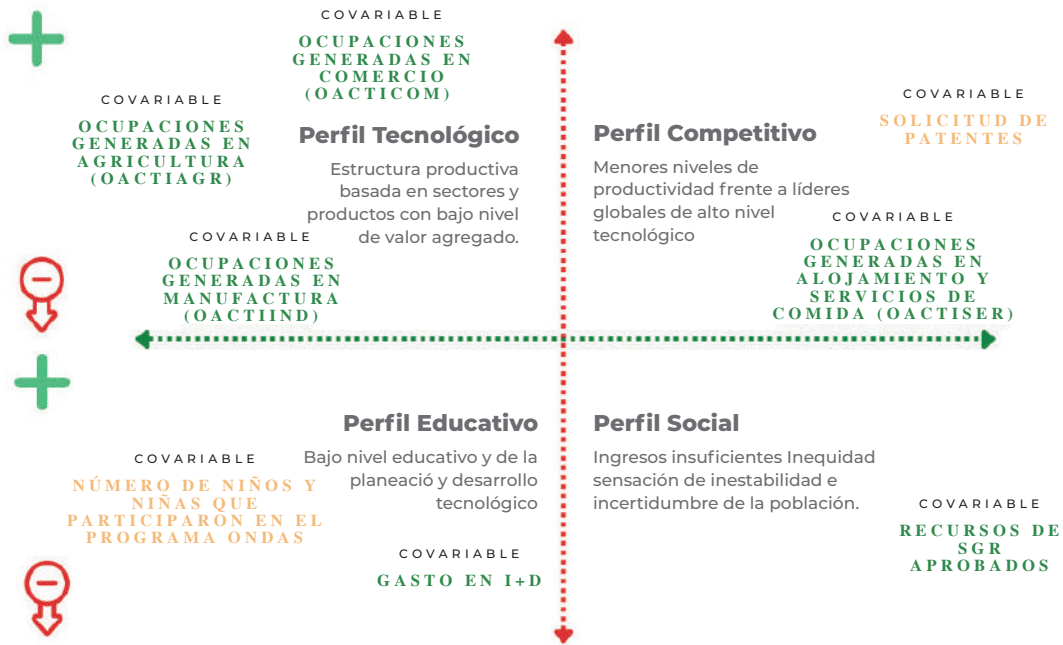 COVARIABLE
OCUPACIONES
GENERADAS EN
COMERCIO
(OACTICOM)
COVARIABLE
OCUPACIONES
GENERADAS EN
AGRICULTURA
(OACTIAGR)
Perfil Tecnológico
Estructura productiva
basada en sectores y
productos con bajo nivel
de valor agregado.
COVARIABLE
OCUPACIONES
GENERADAS EN
MANUFACTURA
(OACTIIND)
Perfil Competitivo
Menores niveles de
productividad frente a líderes
globales de alto nivel
tecnológico
COVARIABLE
SOLICITUD DE
PATENTES
COVARIABLE
OCUPACIONES
GENERADAS EN
ALOJAMIENTO Y
SERVICIOS DE
COMIDA (OACTISER)
Perfil Educativo
Bajo nivel educativo y de la
planeació y desarrollo
tecnológico
COVARIABLE
NÚMERO DE NIÑOS Y
NIÑAS QUE
PARTICIPARON EN EL
PROGRAMA ONDAS
COVARIABLE
GASTO EN I+D
Perfil Social
Ingresos insuficientes Inequidad
sensación de inestabilidad e
incertidumbre de la población.
COVARIABLE
RECURSOS DE
SGR
APROBADOS